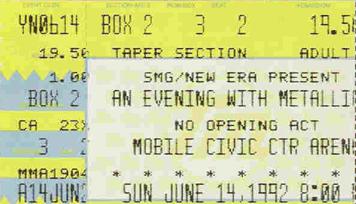 YN0614 BOX 2 3 2 19.50
19.50 TAPER SECTION ADULT
1.00 SMG/NEW ERA PRESENT
BOX 2 AN EVENING WITH METALLI
CA 23X NO OPENING ACT
3 2 MOBILE CIVIC CTR AREN
MMA1904 * * * * * * * * *
A14JUN2 SUN JUNE 14,1992 8:00